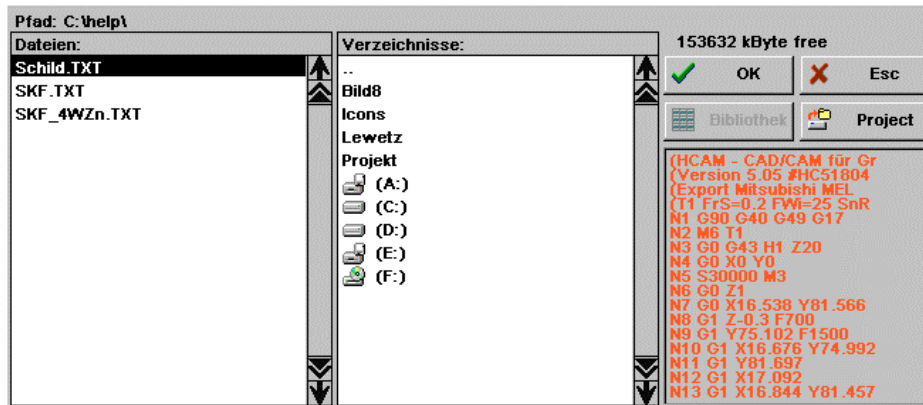 Pfad: C:\help\
Dateien:
Schild.TXT
SKF.TXT
SKF_4WZn.TXT
Verzeichnisse:
..
Bild8
Icons
Lewetz
Projekt
(A:)
(C:)
(D:)
(E:)
(F:)
153632 kByte free
OK
Esc
Bibliothek
Project
(HCAM - CAD/CAM für Gr
(Version 5.05 #HC51804
(Export Mitsubishi MEL
(T1 FrS=0.2 FWi=25 SnR
N1 G90 G40 G49 G17
N2 M6 T1
N3 G0 G43 H1 Z20
N4 G0 X0 Y0
N5 S30000 M3
N6 G0 Z1
N7 G0 X16.538 Y81.566
N8 G1 Z-0.3 F700
N9 G1 Y75.102 F1500
N10 G1 X16.676 Y74.992
N11 G1 Y81.697
N12 G1 X17.092
N13 G1 X16.844 Y81.457